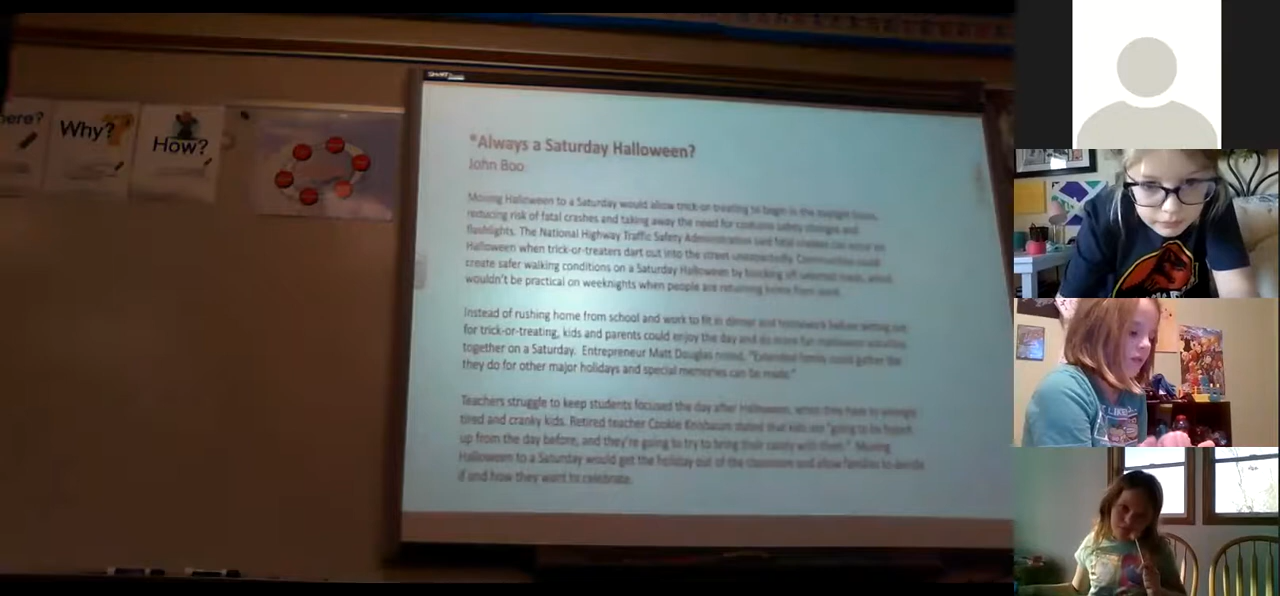 ere?
Why?
How?
SMART
*Always a Saturday Halloween?
John Boo
Moving Halloween to a Saturday would allow trick-or-treating to begin in the daylight hours,
reducing risk of fatal crashes and taking away the need for costume safety changes and
flashlights. The National Highway Traffic Safety Administration said fatal crashes can occur on
Halloween when trick-or-treaters dart out into the street unexpectedly. Communities could
create safer walking conditions on a Saturday Halloween by blocking off selected roads, which
wouldn't be practical on weeknights when people are returning home from work.
Instead of rushing home from school and work to fit in dinner and homework before setting out
for trick-or-treating, kids and parents could enjoy the day and do more fun Halloween activities
together on a Saturday. Entrepreneur Matt Douglas noted, "Extended family could gather like
they do for other major holidays and special memories can be made."
Teachers struggle to keep students focused the day after Halloween, when they have to wrangle
tired and cranky kids. Retired teacher Cookie Knobaum stated that kids are "going to be hyped
up from the day before, and they're going to try to bring their candy with them." Moving
Halloween to a Saturday would get the holiday out of the classroom and allow families to decide
if and how they want to celebrate.